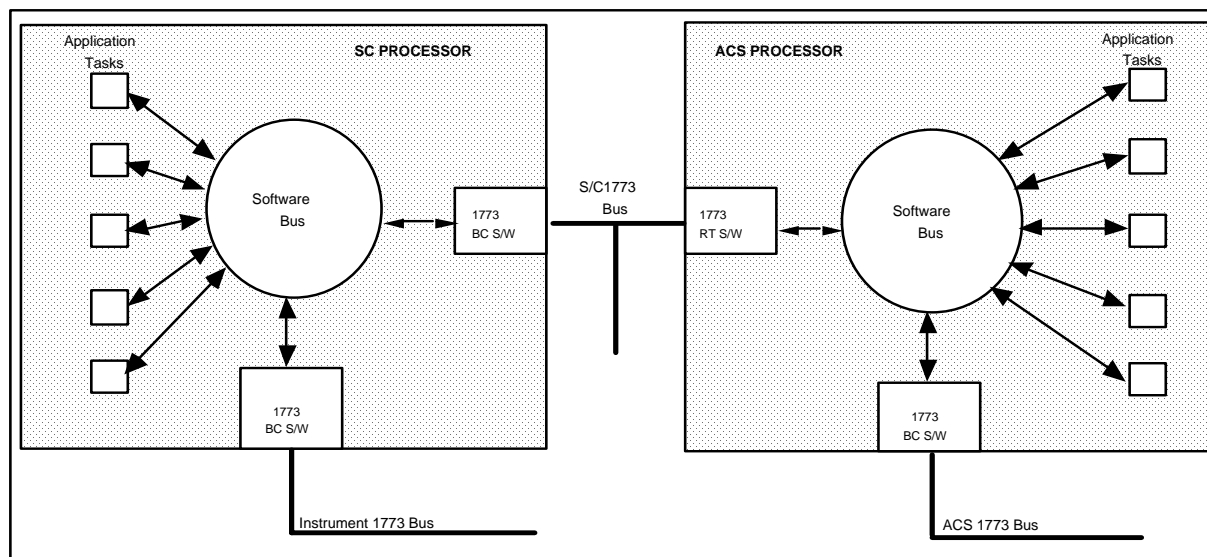 Application
Tasks
SC PROCESSOR
Software
Bus
1773
BC S/W
1773
BC S/W
Instrument 1773 Bus
S/C1773
Bus
ACS PROCESSOR
Application
Tasks
1773
RT S/W
Software
Bus
1773
BC S/W
ACS 1773 Bus